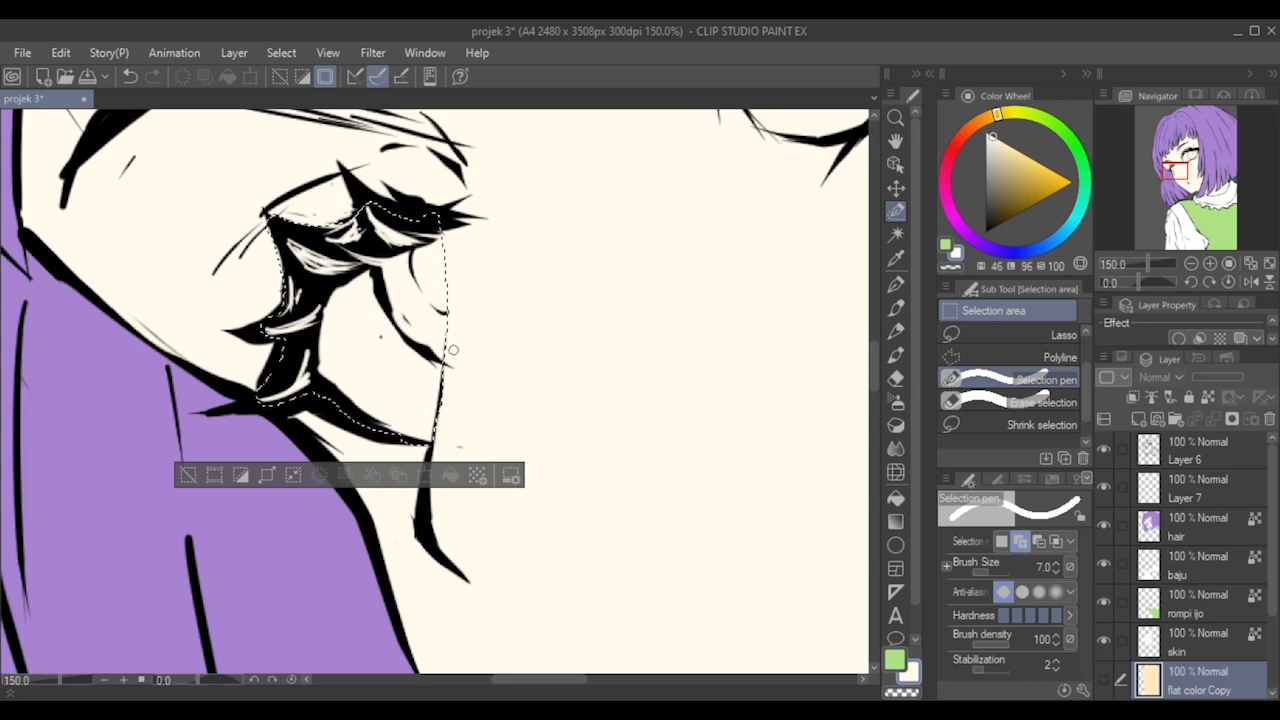 projek 3* (A4 2480 x 3508px 300dpi 150.0%) - CLIP STUDIO PAINT EX
File Edit Story(P) Animation Layer Select View Filter Window Help
projek 3*
Color Wheel
Navigator
46 96 100
150.0
0.0
Sub Tool [Selection area]
Selection area
Lasso
Polyline
Selection pen
Erase selection
Shrink selection
Layer Property
Effect
Layer
Normal
100 % Normal
Layer 6
100 % Normal
Layer 7
100 % Normal
hair
100 % Normal
baju
100 % Normal
rompi ijo
100 % Normal
skin
100 % Normal
flat color Copy
Selection pen
Selection
Brush Size 7.0
Anti-aliasin
Hardness
Brush density 100
Stabilization 2
150.0 0.0